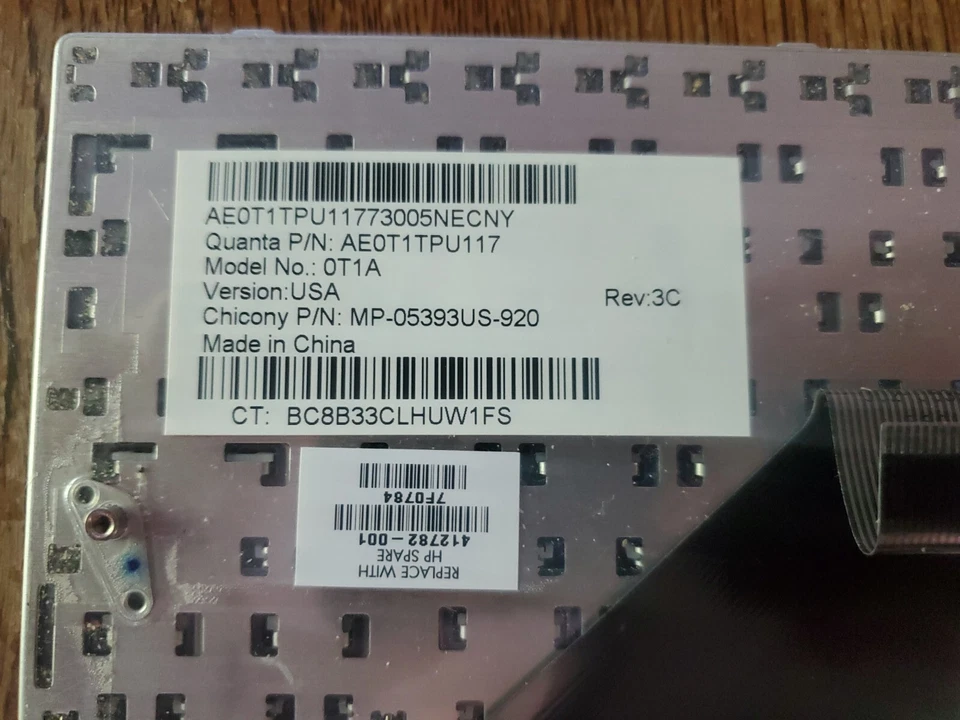 AE0T1TPU11773005NECNY
Quanta P/N: AE0T1TPU117
Model No.: 0T1A
Version:USA
Rev:3C
Chicony P/N: MP-05393US-920
Made in China
CT: BC8B33CLHUW1FS
REPLACE WITH
HP SPARE
412782-001
7F0784